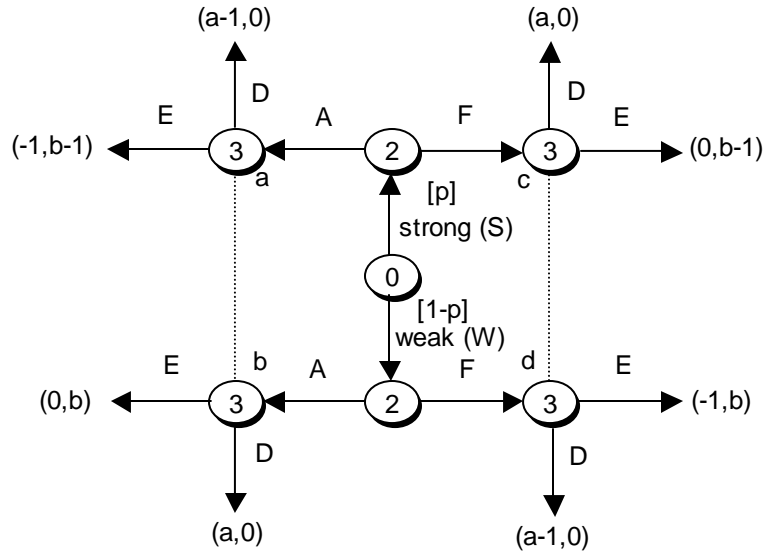 (a-1,0) (a,0)
D D
E A F E
(-1,b-1) 3 2 3 (0,b-1)
a c
[p]
strong (S)
0
[1-p]
weak (W)
b d
E A F E
(0,b) 3 2 3 (-1,b)
D D
(a,0) (a-1,0)